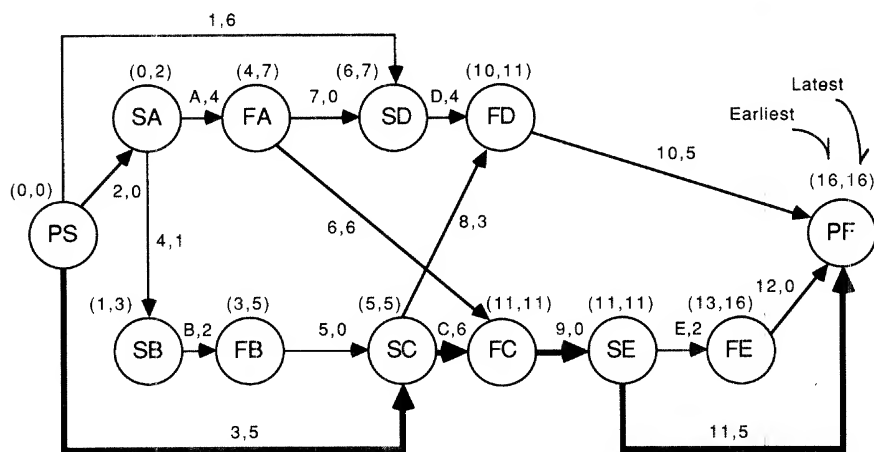 1,6
(0,2)
(4,7)
(6,7)
(10,11)
Latest
A,4
7,0
D,4
SA
FA
SD
FD
Earliest
10,5
(0,0)
2,0
(16,16)
PS
4,1
6,6
8,3
PF
12,0
(1,3)
(3,5)
(5,5)
(11,11)
(11,11)
(13,16)
B,2
5,0
C,6
9,0
E,2
SB
FB
SC
FC
SE
FE
3,5
11,5